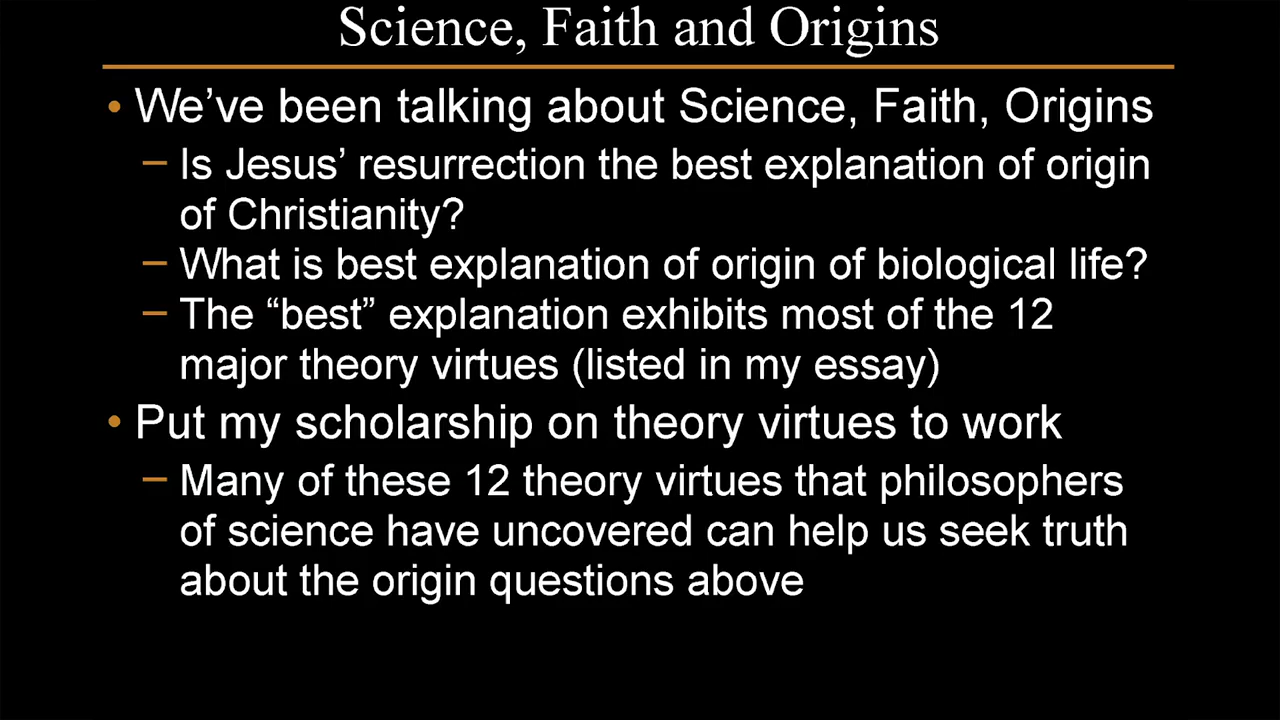 Science, Faith and Origins
• We’ve been talking about Science, Faith, Origins
– Is Jesus’ resurrection the best explanation of origin
of Christianity?
– What is best explanation of origin of biological life?
– The “best” explanation exhibits most of the 12
major theory virtues (listed in my essay)
• Put my scholarship on theory virtues to work
– Many of these 12 theory virtues that philosophers
of science have uncovered can help us seek truth
about the origin questions above